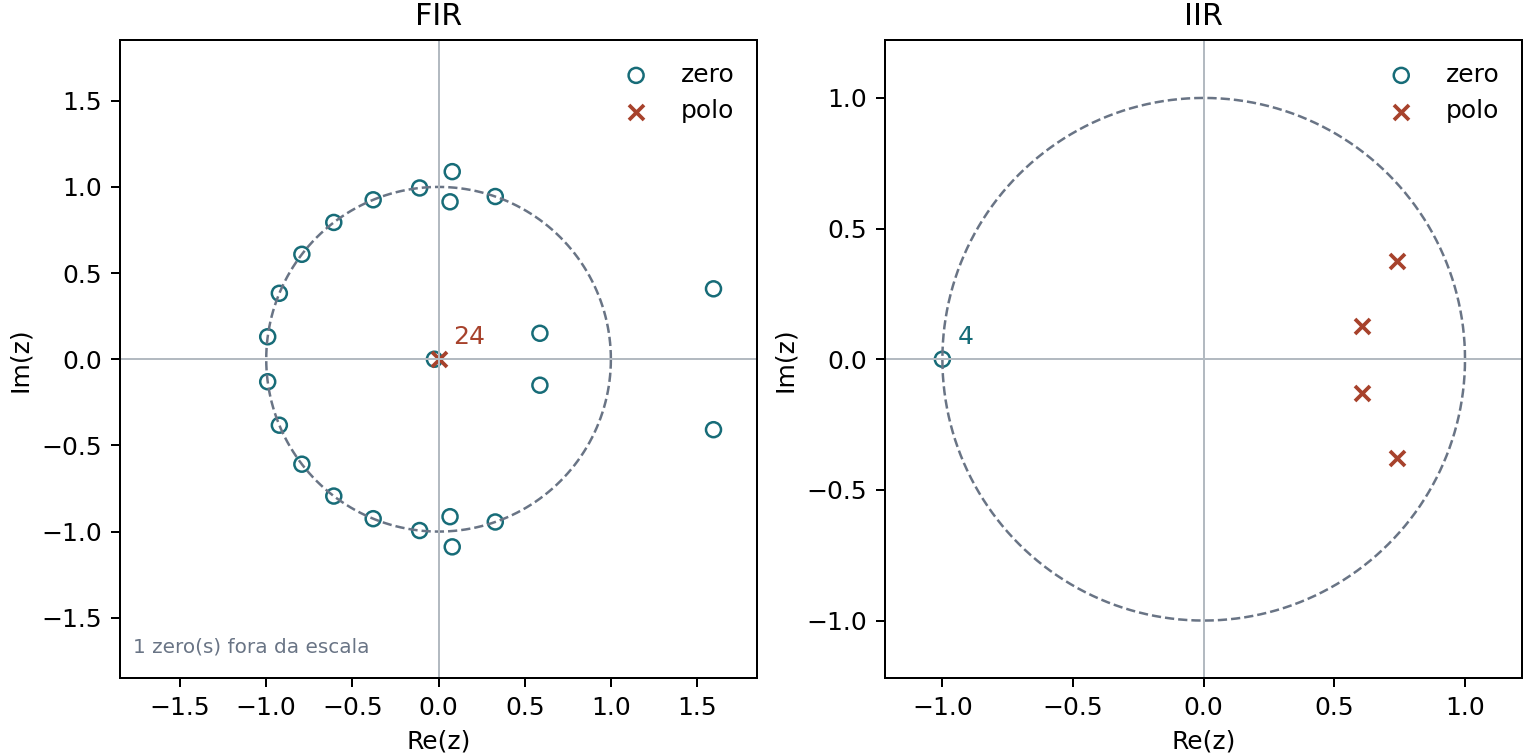 FIR
zero
polo
1.5
1.0
0.5
0.0
−0.5
−1.0
−1.5
24
1 zero(s) fora da escala
−1.5 −1.0 −0.5 0.0 0.5 1.0 1.5
Re(z)
Im(z)
IIR
zero
polo
1.0
0.5
0.0
−0.5
−1.0
4
−1.0 −0.5 0.0 0.5 1.0
Re(z)
Im(z)